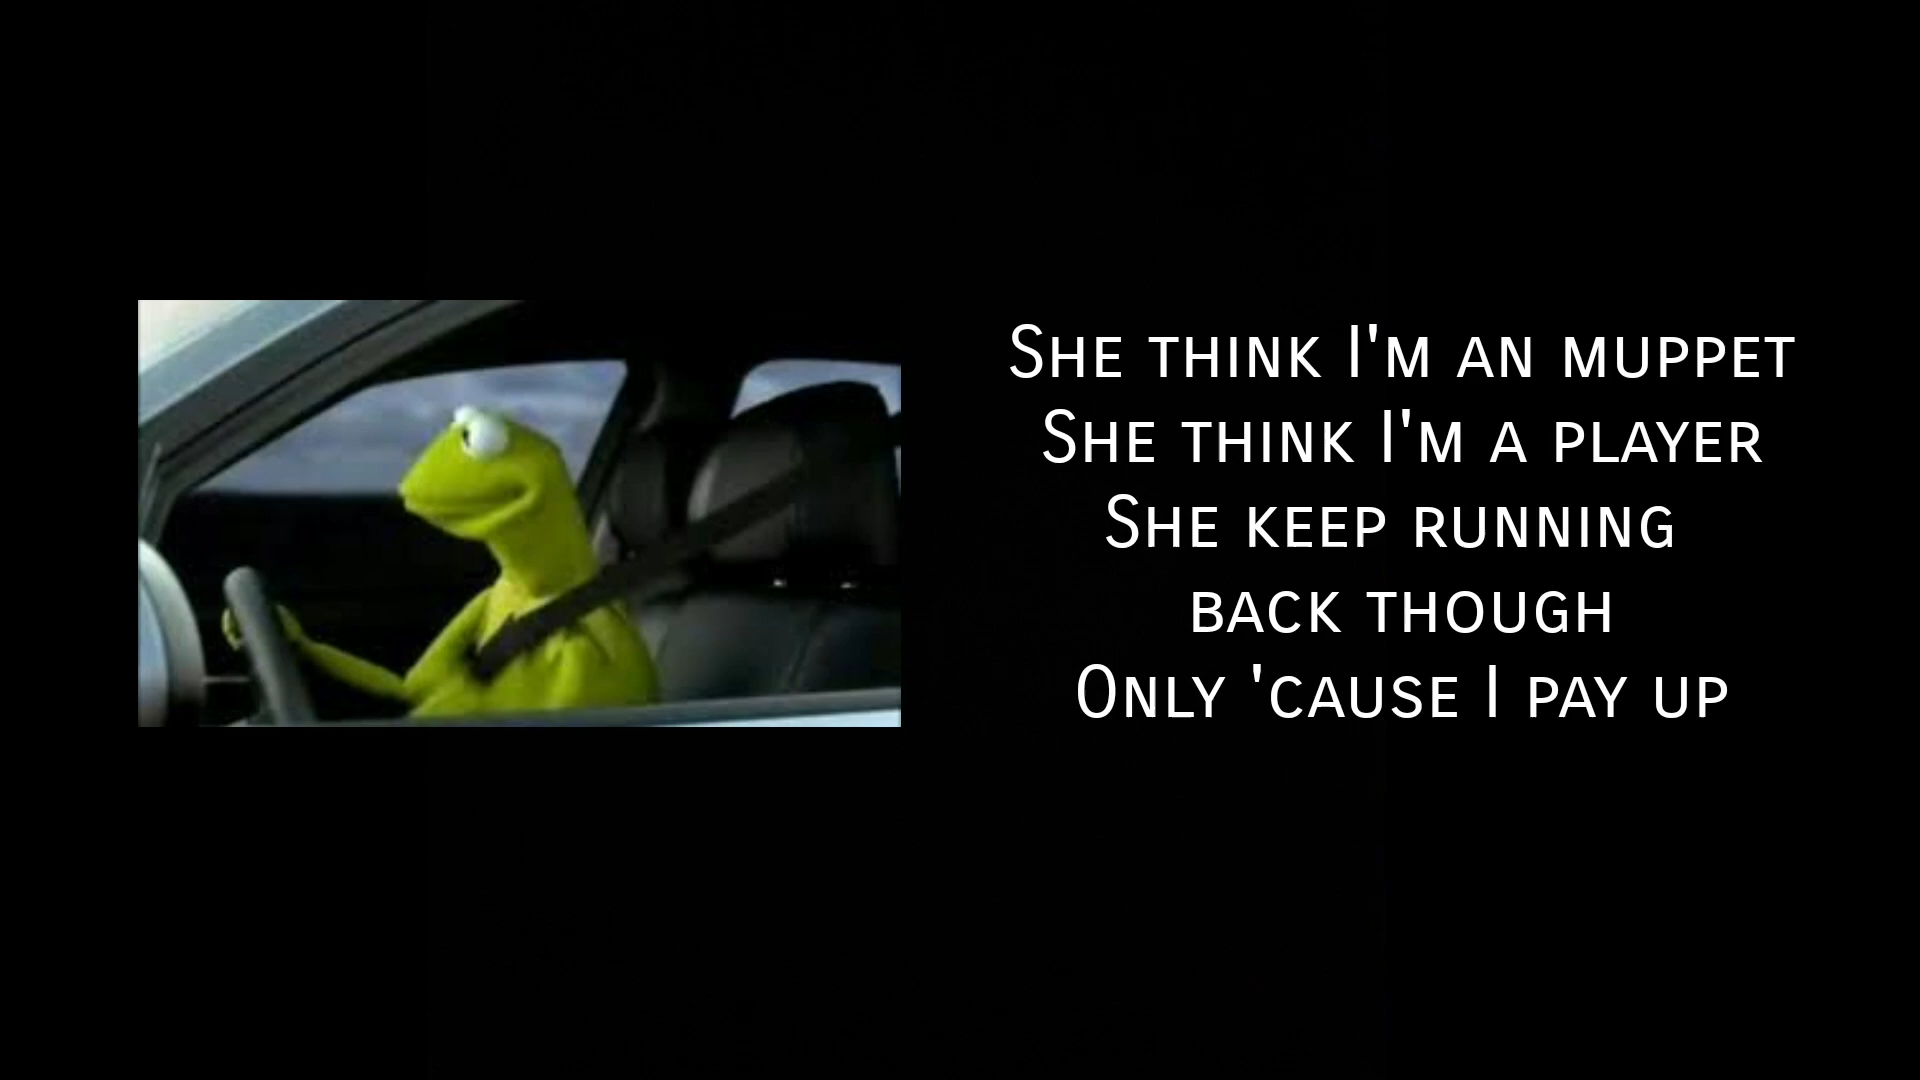 She think I'm an muppet
She think I'm a player
She keep running
back though
Only 'cause I pay up